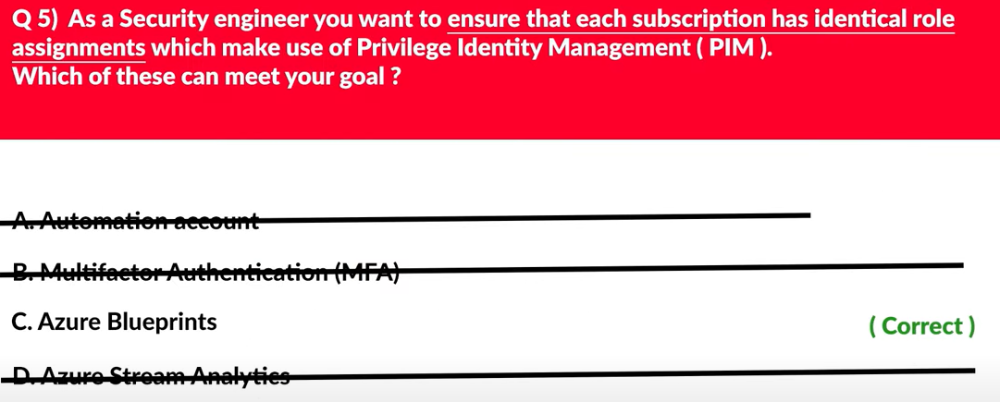 Q 5) As a Security engineer you want to ensure that each subscription has identical role
assignments which make use of Privilege Identity Management ( PIM ).
Which of these can meet your goal ?
A. Automation account
B. Multifactor Authentication (MFA)
C. Azure Blueprints
( Correct )
D. Azure Stream Analytics